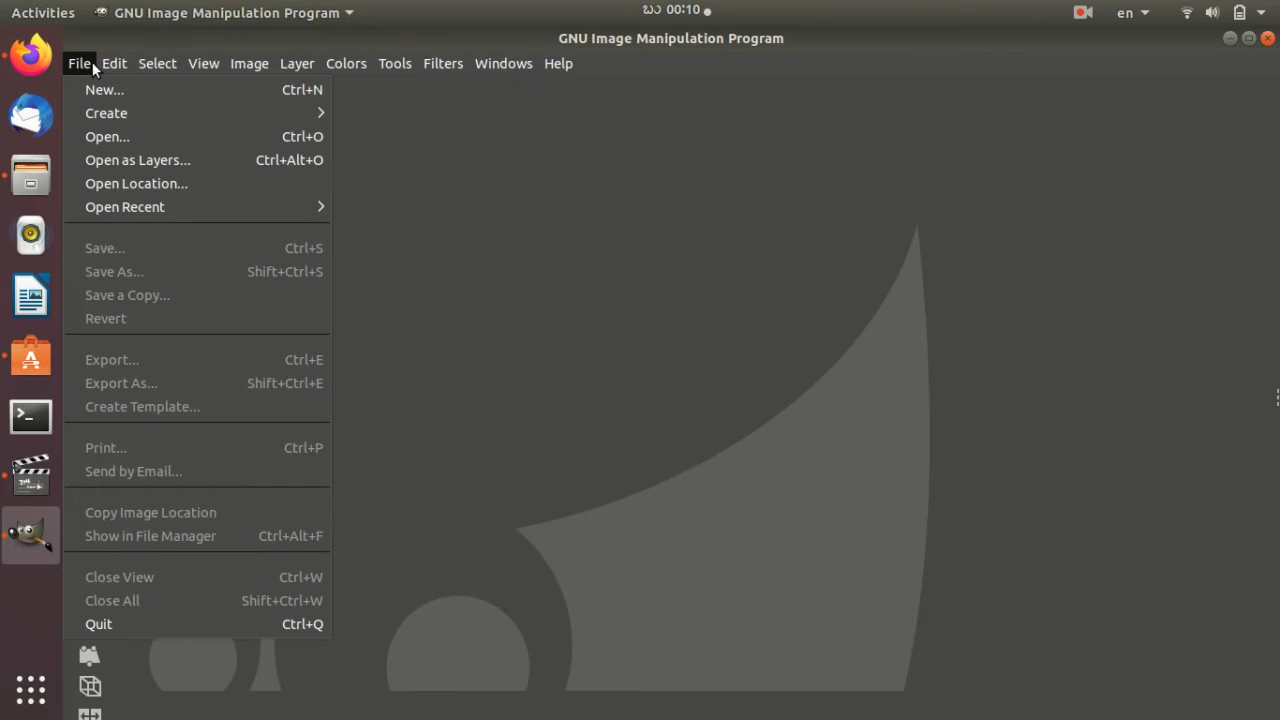 Activities GNU Image Manipulation Program ႄ 00:10 en
GNU Image Manipulation Program
File Edit Select View Image Layer Colors Tools Filters Windows Help
New... Ctrl+N
Create
Open... Ctrl+O
Open as Layers... Ctrl+Alt+O
Open Location...
Open Recent
Save... Ctrl+S
Save As... Shift+Ctrl+S
Save a Copy...
Revert
Export... Ctrl+E
Export As... Shift+Ctrl+E
Create Template...
Print... Ctrl+P
Send by Email...
Copy Image Location
Show in File Manager Ctrl+Alt+F
Close View Ctrl+W
Close All Shift+Ctrl+W
Quit Ctrl+Q